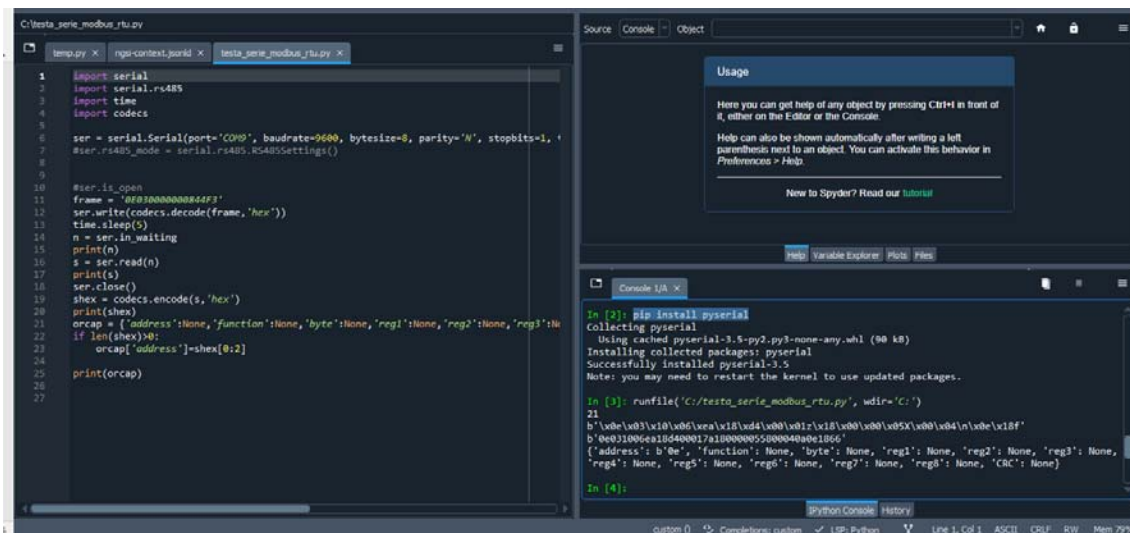 C:\testa_serie_modbus_rtu.py
temp.py × ngsi-context.jsonld × testa_serie_modbus_rtu.py ×
1 import serial
2 import serial.rs485
3 import time
4 import codecs
5
6 ser = serial.Serial(port='COM9', baudrate=9600, bytesize=8, parity='N', stopbits=1,
7 #ser.rs485_mode = serial.rs485.RS485Settings()
8
9
10 #ser.is_open
11 frame = '0E030000000844F3'
12 ser.write(codecs.decode(frame,'hex'))
13 time.sleep(5)
14 n = ser.in_waiting
15 print(n)
16 s = ser.read(n)
17 print(s)
18 ser.close()
19 shex = codecs.encode(s,'hex')
20 print(shex)
21 orcap = {'address':None,'function':None,'byte':None,'reg1':None,'reg2':None,'reg3':No
22 if len(shex)>0:
23 orcap['address']=shex[0:2]
24
25 print(orcap)
26
27
Source Console Object
Usage
Here you can get help of any object by pressing Ctrl+I in front of
it, either on the Editor or the Console.
Help can also be shown automatically after writing a left
parenthesis next to an object. You can activate this behavior in
Preferences > Help.
New to Spyder? Read our tutorial
Help Variable Explorer Plots Files
Console 1/A ×
In [2]: pip install pyserial
Collecting pyserial
Using cached pyserial-3.5-py2.py3-none-any.whl (90 kB)
Installing collected packages: pyserial
Successfully installed pyserial-3.5
Note: you may need to restart the kernel to use updated packages.
In [3]: runfile('C:/testa_serie_modbus_rtu.py', wdir='C:')
21
b'\x0e\x03\x10\x06\xea\x18\xd4\x00\x01z\x18\x00\x00\x05X\x00\x04\n\x0e\x18f'
b'0e031006ea18d400017a180000055800040a0e1866'
{'address': b'0e', 'function': None, 'byte': None, 'reg1': None, 'reg2': None, 'reg3': None,
'reg4': None, 'reg5': None, 'reg6': None, 'reg7': None, 'reg8': None, 'CRC': None}
In [4]:
IPython Console History
custom () Completions: custom ✓ LSP: Python Line 1, Col 1 ASCII CRLF RW Mem 79%